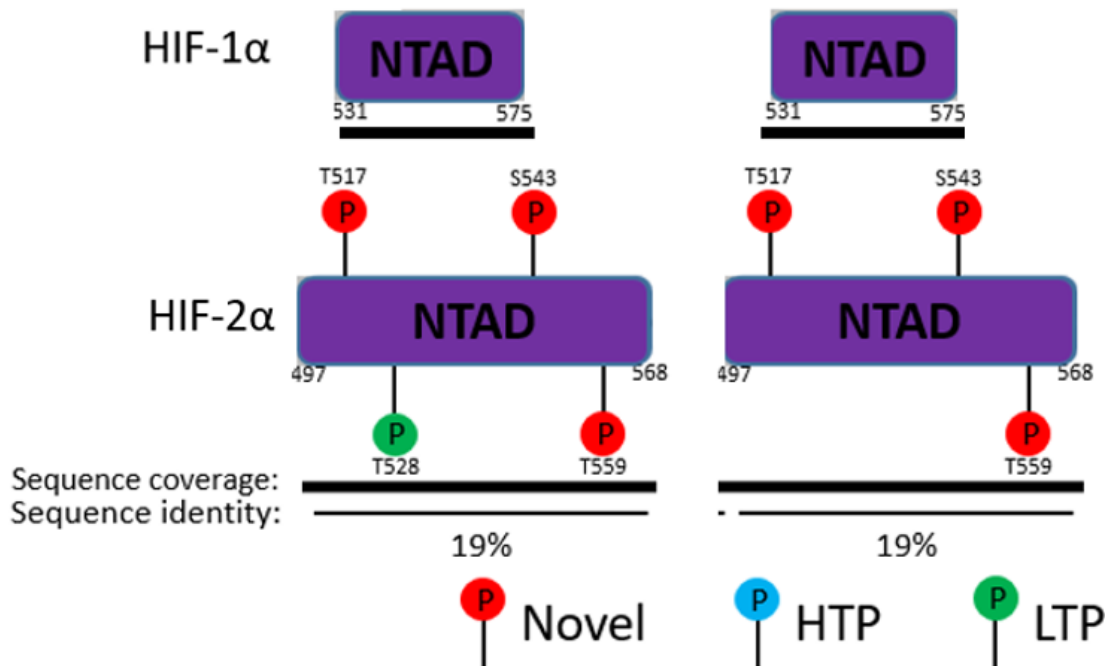 HIF-1α NTAD NTAD
531 575 531 575
T517 S543 T517 S543
P P P P
HIF-2α NTAD NTAD
497 568 497 568
P P P
T528 T559 T559
Sequence coverage:
Sequence identity:
19% 19%
P Novel P HTP P LTP